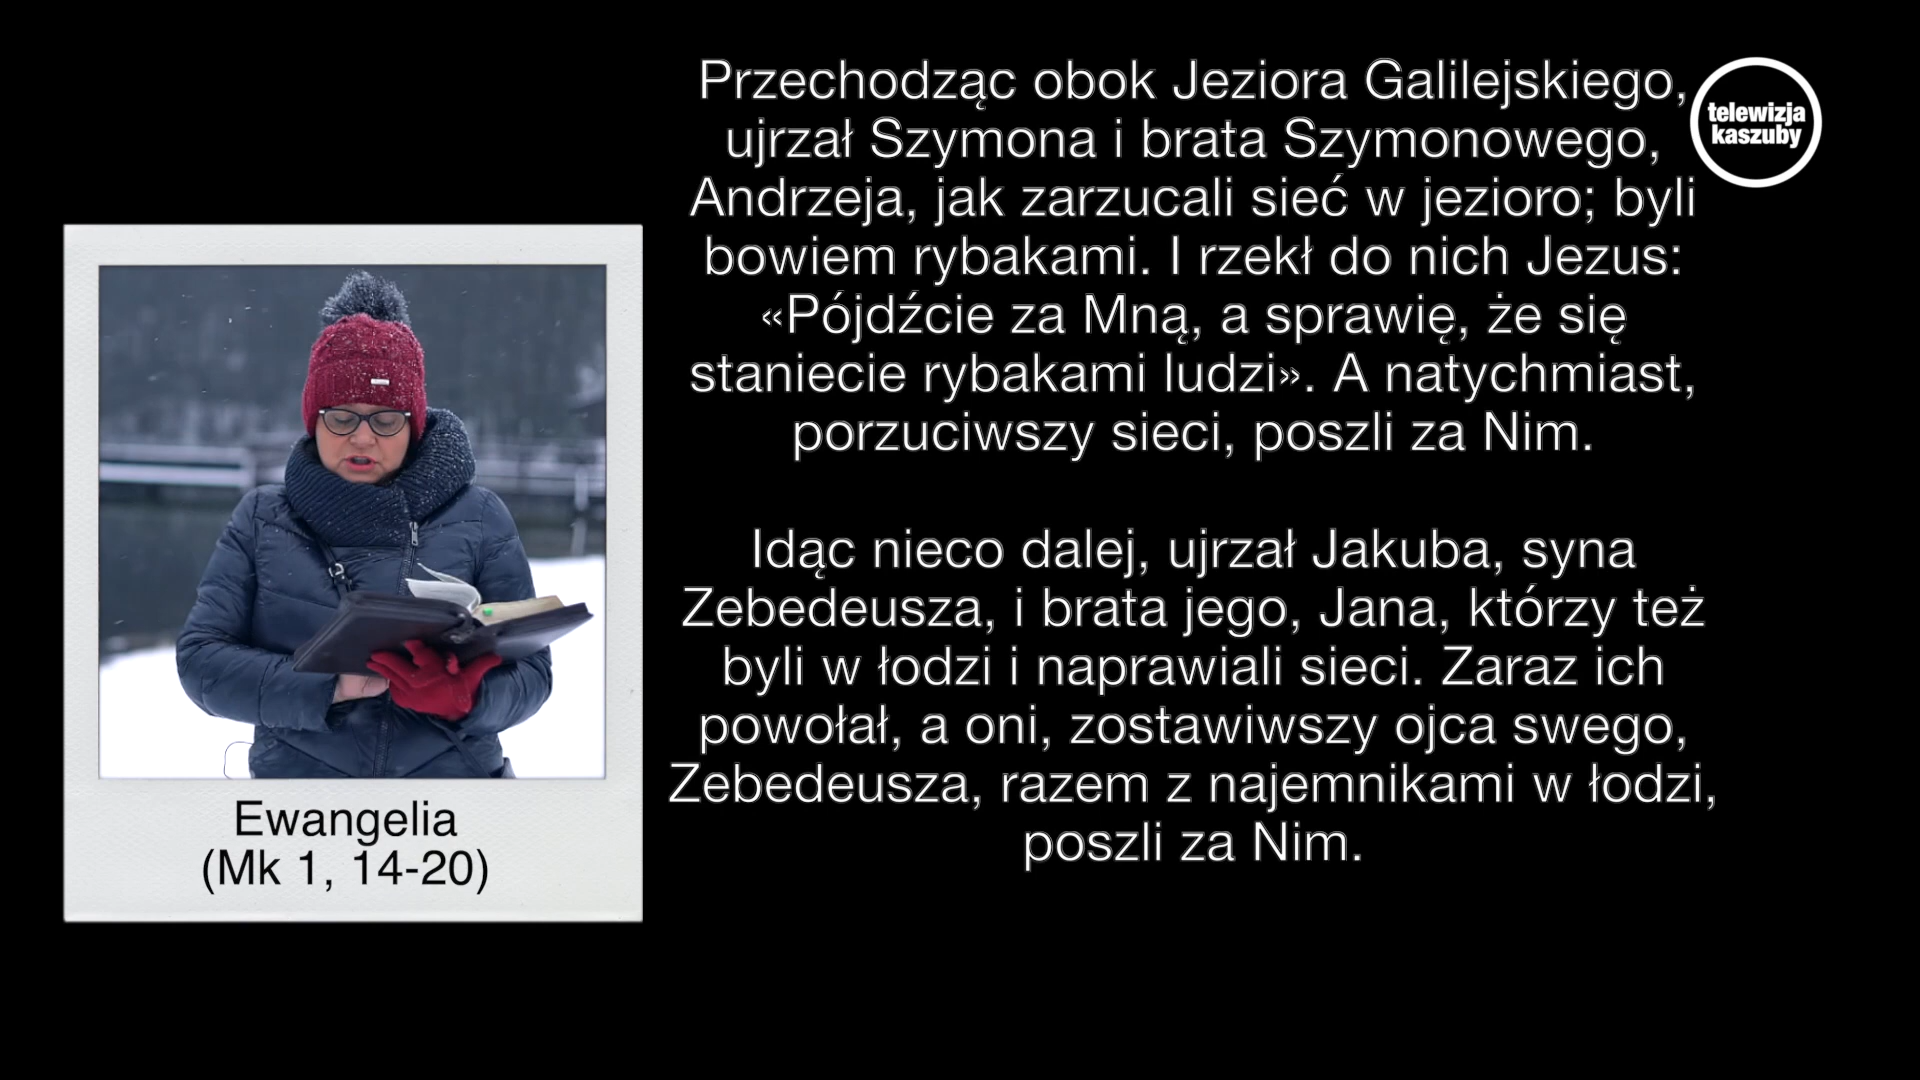 Przechodząc obok Jeziora Galilejskiego,
ujrzał Szymona i brata Szymonowego,
Andrzeja, jak zarzucali sieć w jezioro; byli
bowiem rybakami. I rzekł do nich Jezus:
«Pójdźcie za Mną, a sprawię, że się
staniecie rybakami ludzi». A natychmiast,
porzuciwszy sieci, poszli za Nim.
Idąc nieco dalej, ujrzał Jakuba, syna
Zebedeusza, i brata jego, Jana, którzy też
byli w łodzi i naprawiali sieci. Zaraz ich
powołał, a oni, zostawiwszy ojca swego,
Zebedeusza, razem z najemnikami w łodzi,
poszli za Nim.
telewizja
kaszuby
Ewangelia
(Mk 1, 14-20)